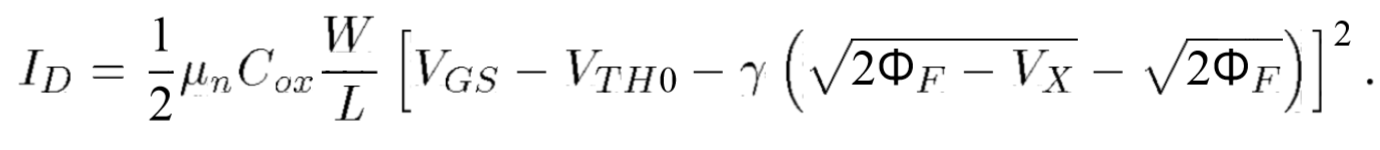 I_D = \frac{1}{2} \mu_n C_{ox} \frac{W}{L} \left[ V_{GS} - V_{TH0} - \gamma \left( \sqrt{2\Phi_F - V_X} - \sqrt{2\Phi_F} \right) \right]^2 .